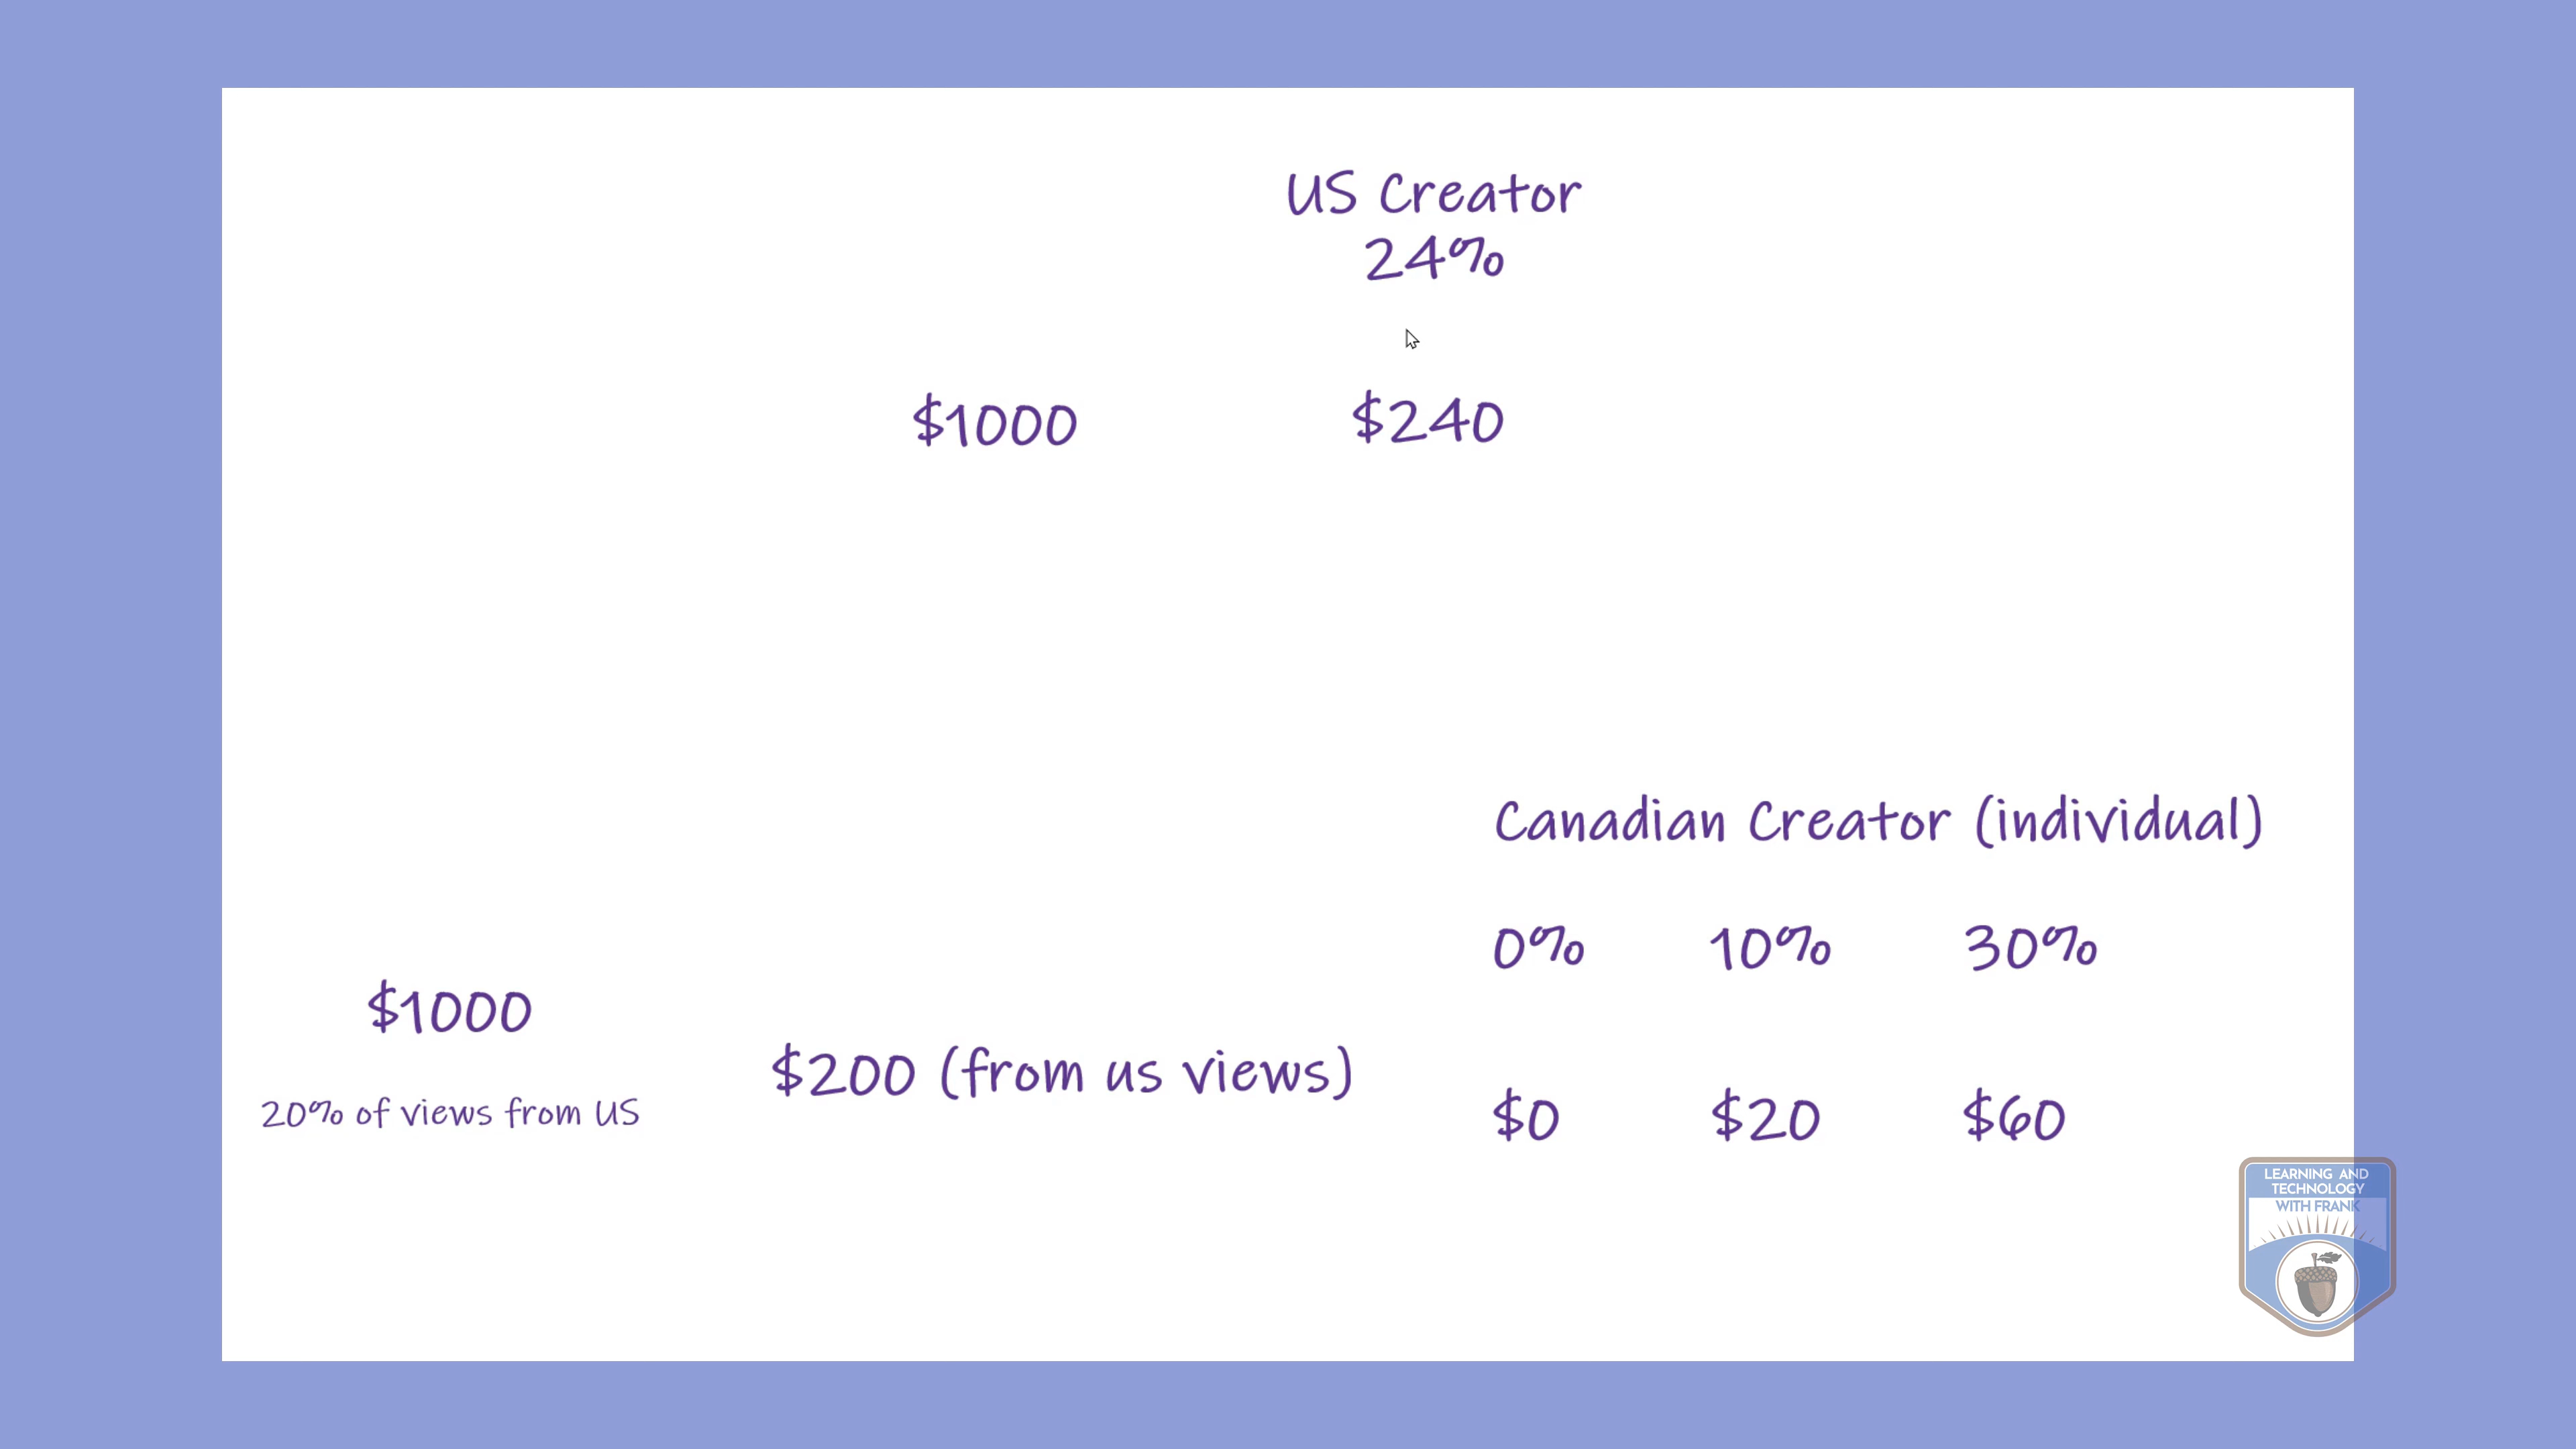 US Creator
24%
$1000 $240
Canadian Creator (individual)
0% 10% 30%
$1000
$200 (from us views)
20% of views from US
$0 $20 $60
LEARNING AND
TECHNOLOGY
WITH FRANK